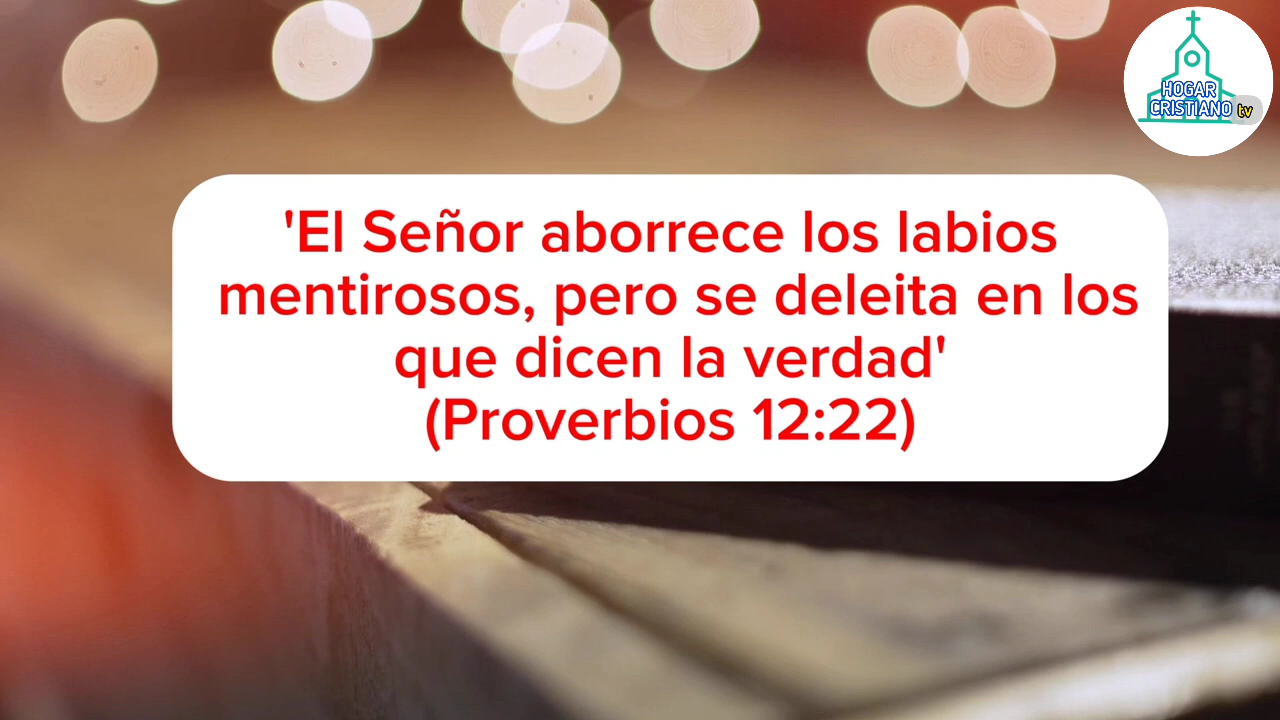 HOGAR
CRISTIANO tv
'El Señor aborrece los labios
mentirosos, pero se deleita en los
que dicen la verdad'
(Proverbios 12:22)